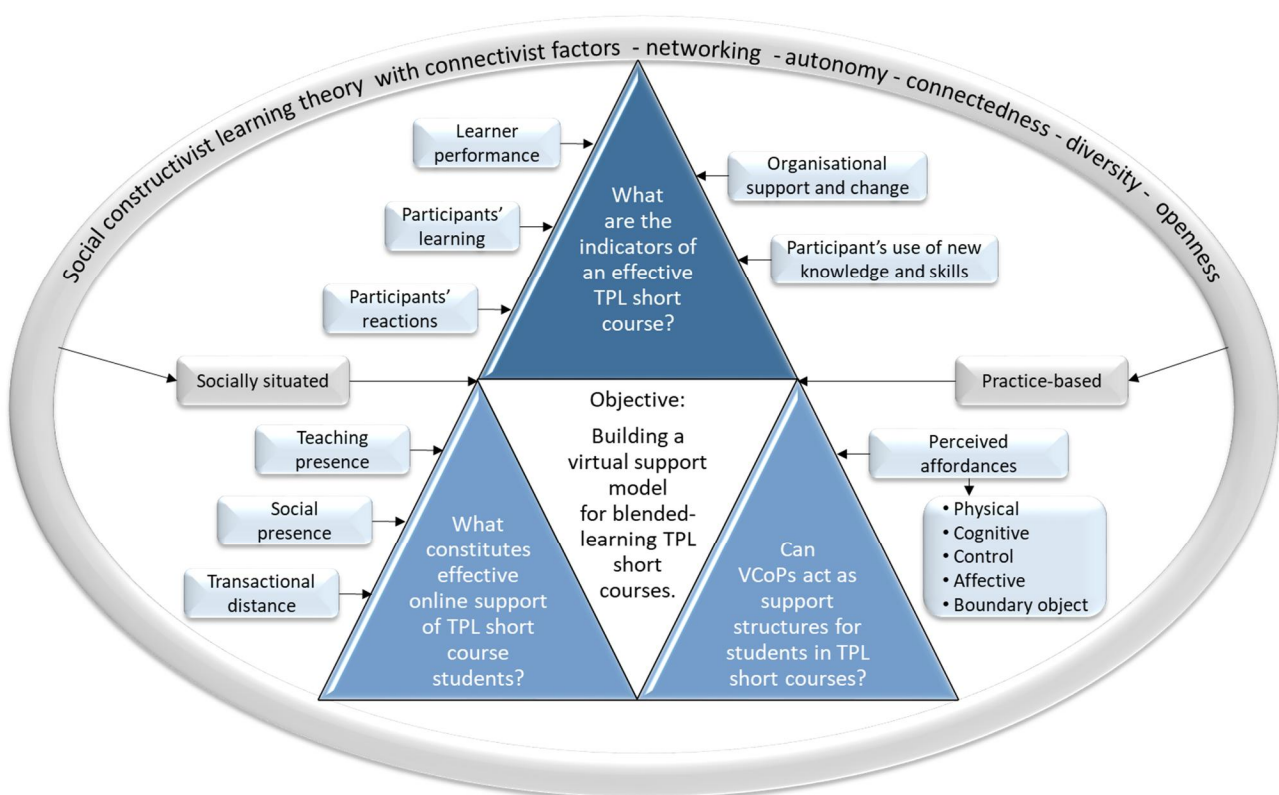 Social constructivist learning theory with connectivist factors - networking - autonomy - connectedness - diversity - openness
Learner
performance
Participants’
learning
Participants’
reactions
What
are the
indicators of
an effective
TPL short
course?
Organisational
support and change
Participant’s use of new
knowledge and skills
Socially situated
Practice-based
Objective:
Building a
virtual support
model
for blended-
learning TPL
short
courses.
Teaching
presence
Social
presence
Transactional
distance
What
constitutes
effective
online support
of TPL short
course
students?
Can
VCoPs act as
support
structures for
students in TPL
short courses?
Perceived
affordances
• Physical
• Cognitive
• Control
• Affective
• Boundary object